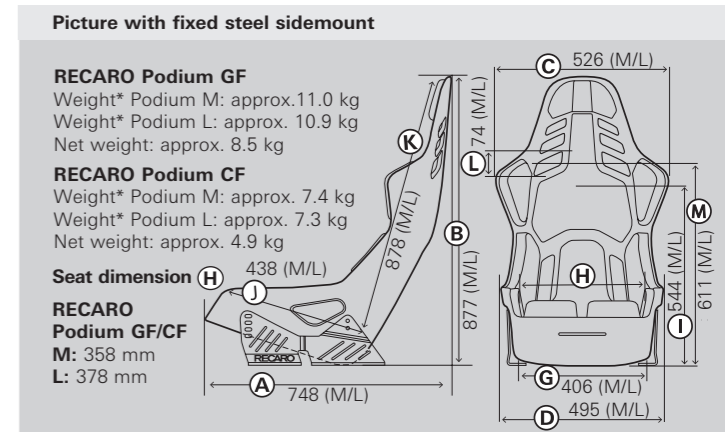 Picture with fixed steel sidemount
RECARO Podium GF
Weight* Podium M: approx.11.0 kg
Weight* Podium L: approx. 10.9 kg
Net weight: approx. 8.5 kg
RECARO Podium CF
Weight* Podium M: approx. 7.4 kg
Weight* Podium L: approx. 7.3 kg
Net weight: approx. 4.9 kg
Seat dimension H
RECARO
Podium GF/CF
M: 358 mm
L: 378 mm
438 (M/L)
J
K
878 (M/L)
B
877 (M/L)
RECARO
A
748 (M/L)
C
526 (M/L)
74 (M/L)
L
M
611 (M/L)
544 (M/L)
I
H
G
406 (M/L)
D
495 (M/L)